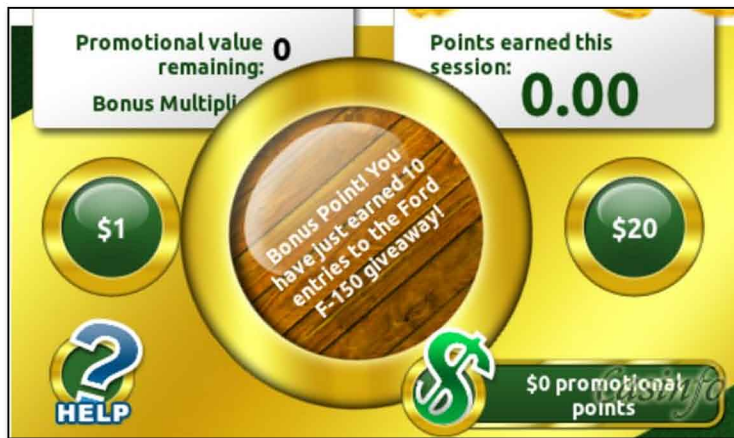 Promotional value
remaining:
0
Bonus Multipli
Points earned this
session:
0.00
$1
Bonus Point! You
have just earned 10
entries to the Ford
F-150 giveaway!
$20
HELP
$0 promotional
points
Casinfo